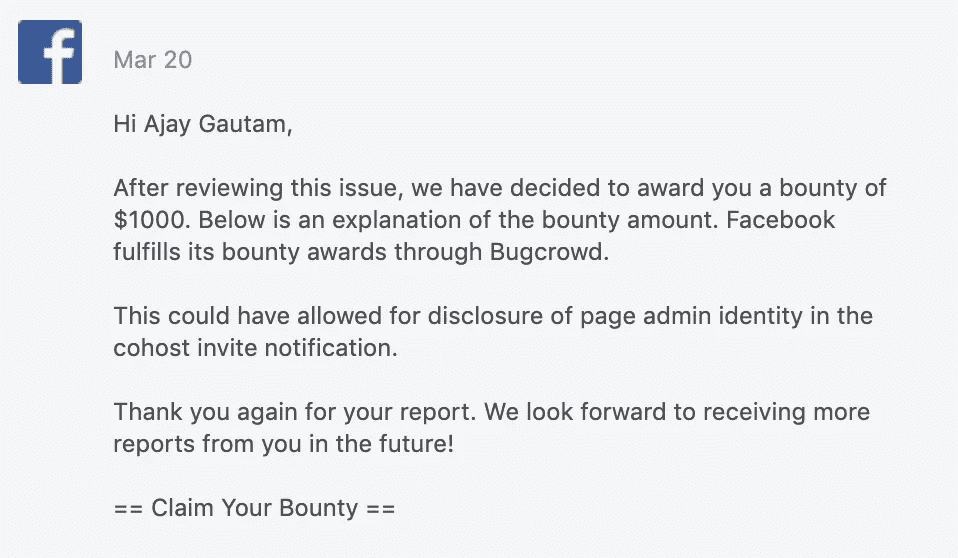 f
Mar 20
Hi Ajay Gautam,
After reviewing this issue, we have decided to award you a bounty of
$1000. Below is an explanation of the bounty amount. Facebook
fulfills its bounty awards through Bugcrowd.
This could have allowed for disclosure of page admin identity in the
cohost invite notification.
Thank you again for your report. We look forward to receiving more
reports from you in the future!
== Claim Your Bounty ==